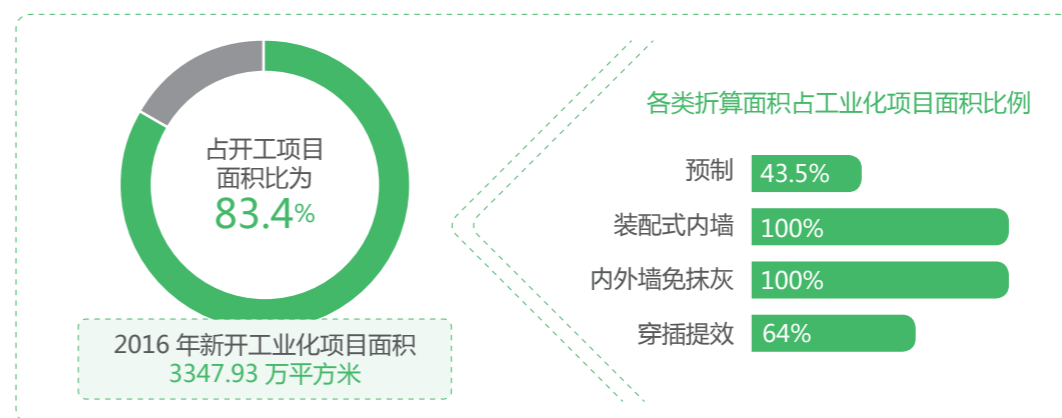 占开工项目
面积比为
83.4%
2016 年新开工业化项目面积
3347.93 万平方米
各类折算面积占工业化项目面积比例
预制 43.5%
装配式内墙 100%
内外墙免抹灰 100%
穿插提效 64%